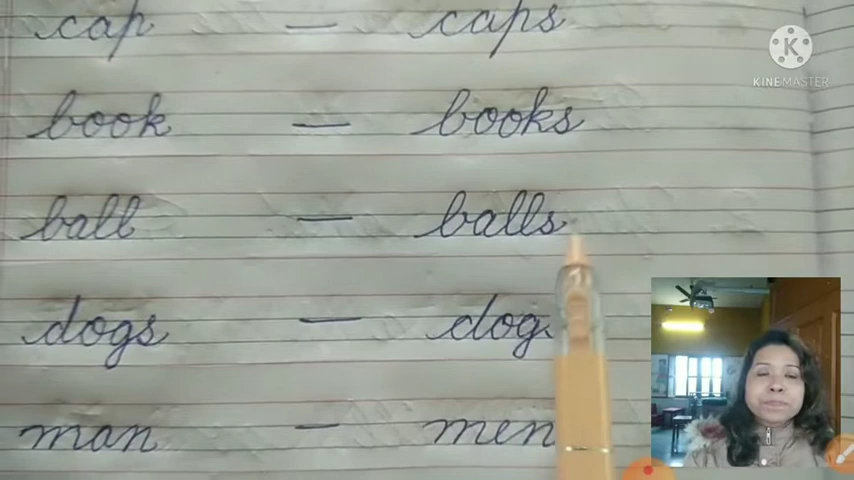 cap – caps
book – books
ball – balls
dogs – dog
man – men
KINEMASTER